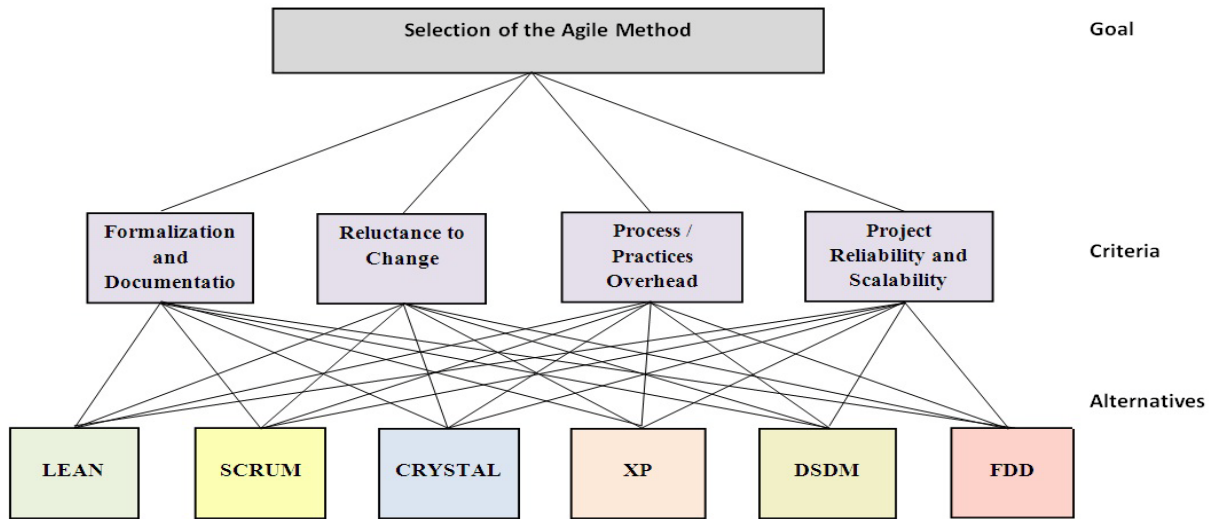 Selection of the Agile Method
Goal
Formalization
and
Documentatio
Reluctance to
Change
Process /
Practices
Overhead
Project
Reliability and
Scalability
Criteria
Alternatives
LEAN
SCRUM
CRYSTAL
XP
DSDM
FDD